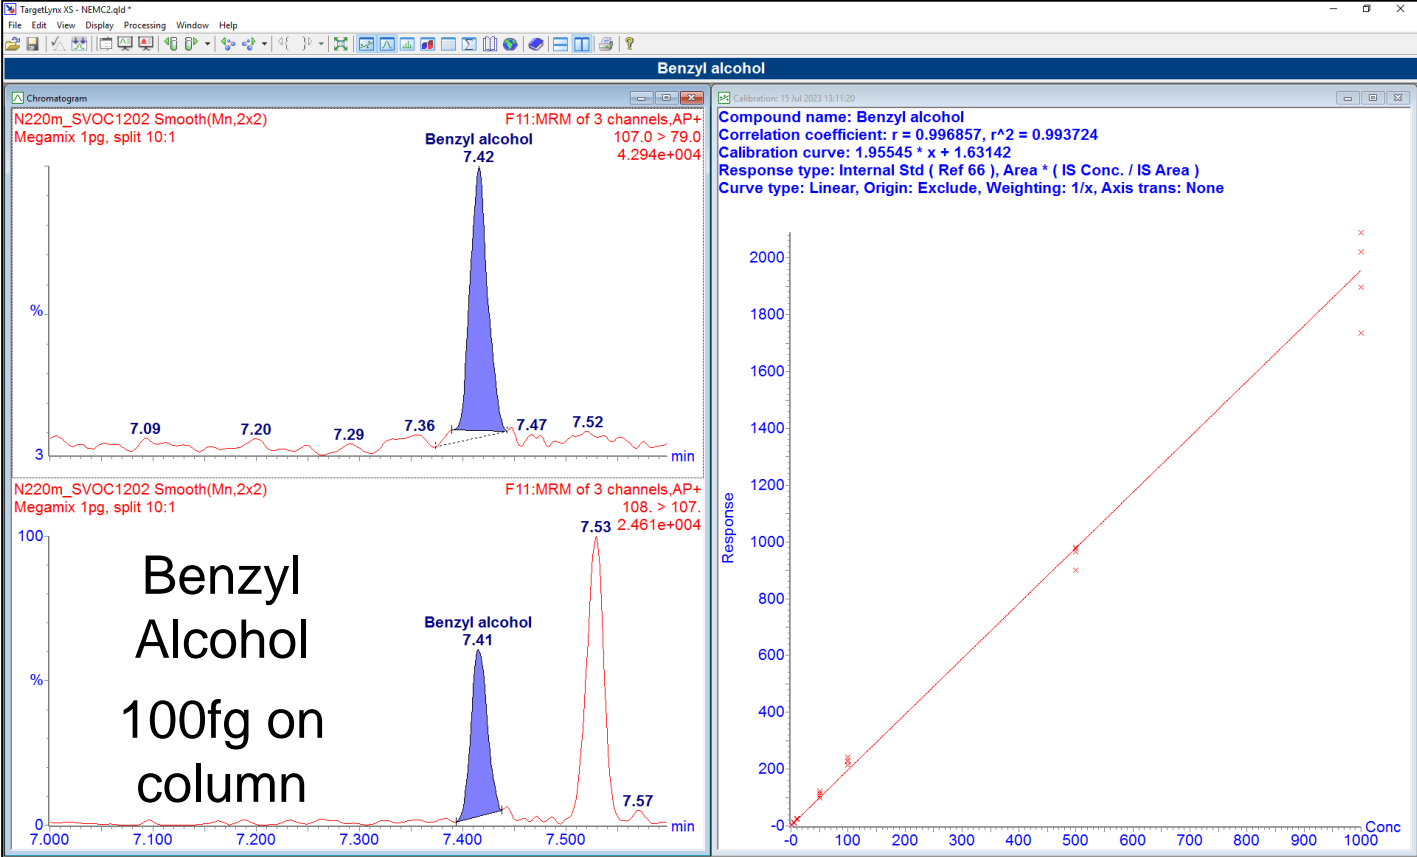 TargetLynx XS - NEMC2.qld *
File Edit View Display Processing Window Help
Benzyl alcohol
Chromatogram
N220m_SVOC1202 Smooth(Mn,2x2)
F11:MRM of 3 channels,AP+
Megamix 1pg, split 10:1
107.0 > 79.0
4.294e+004
Benzyl alcohol
7.42
%
7.09
7.20
7.29
7.36
7.47
7.52
3
min
N220m_SVOC1202 Smooth(Mn,2x2)
F11:MRM of 3 channels,AP+
Megamix 1pg, split 10:1
108. > 107.
2.461e+004
7.53
100
Benzyl alcohol
7.41
%
7.57
0
min
7.000 7.100 7.200 7.300 7.400 7.500
Benzyl
Alcohol
100fg on
column
Calibration: 15 Jul 2023 13:11:20
Compound name: Benzyl alcohol
Correlation coefficient: r = 0.996857, r^2 = 0.993724
Calibration curve: 1.95545 * x + 1.63142
Response type: Internal Std ( Ref 66 ), Area * ( IS Conc. / IS Area )
Curve type: Linear, Origin: Exclude, Weighting: 1/x, Axis trans: None
2000
1800
1600
1400
1200
1000
800
600
400
200
-0
Response
-0 100 200 300 400 500 600 700 800 900 1000
Conc